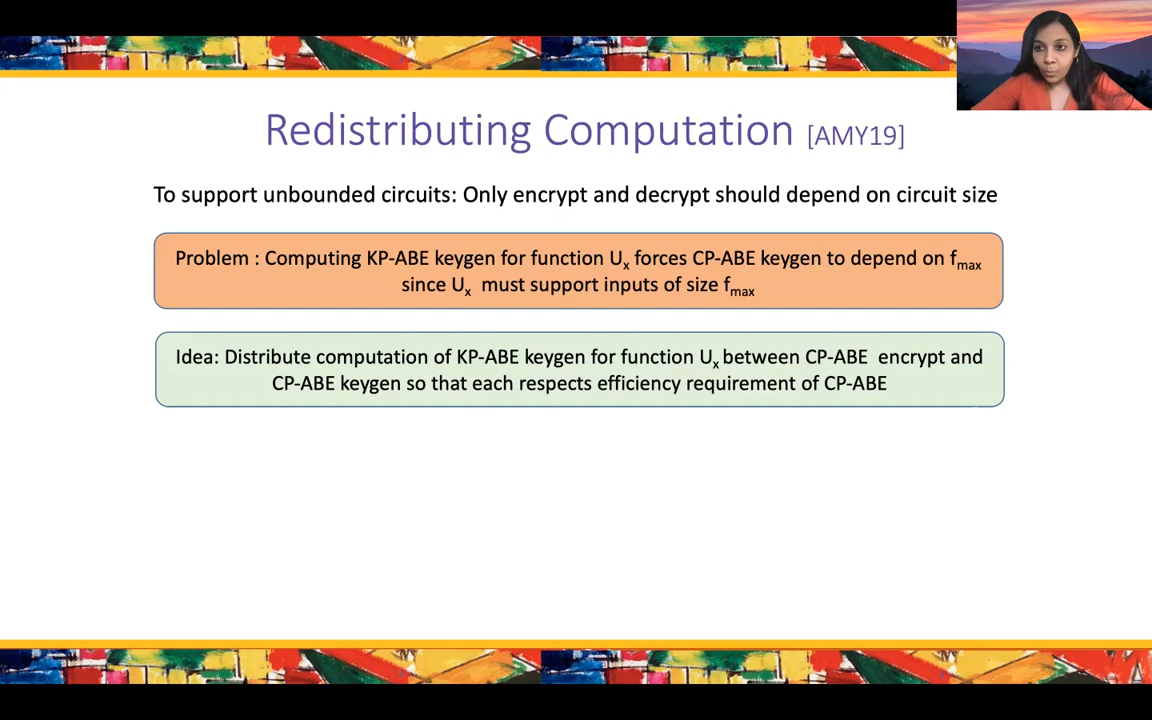 Redistributing Computation [AMY19]
To support unbounded circuits: Only encrypt and decrypt should depend on circuit size
Problem : Computing KP-ABE keygen for function Ux forces CP-ABE keygen to depend on fmax
since Ux must support inputs of size fmax
Idea: Distribute computation of KP-ABE keygen for function Ux between CP-ABE encrypt and
CP-ABE keygen so that each respects efficiency requirement of CP-ABE